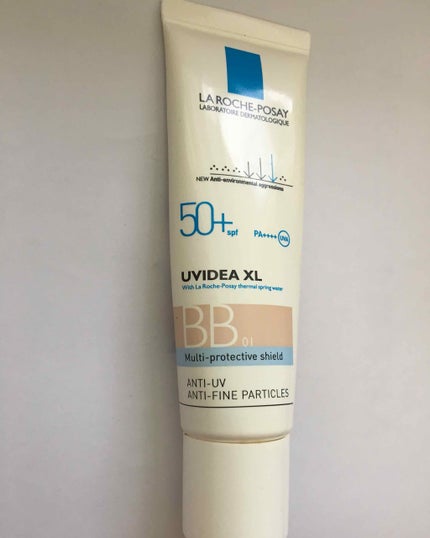 LA ROCHE-POSAY
LABORATOIRE DERMATOLOGIQUE
NEW Anti-environmental aggressions
50+ spf PA++++ UVA
UVIDEA XL
With La Roche-Posay thermal spring water
BB 01
Multi-protective shield
ANTI-UV
ANTI-FINE PARTICLES